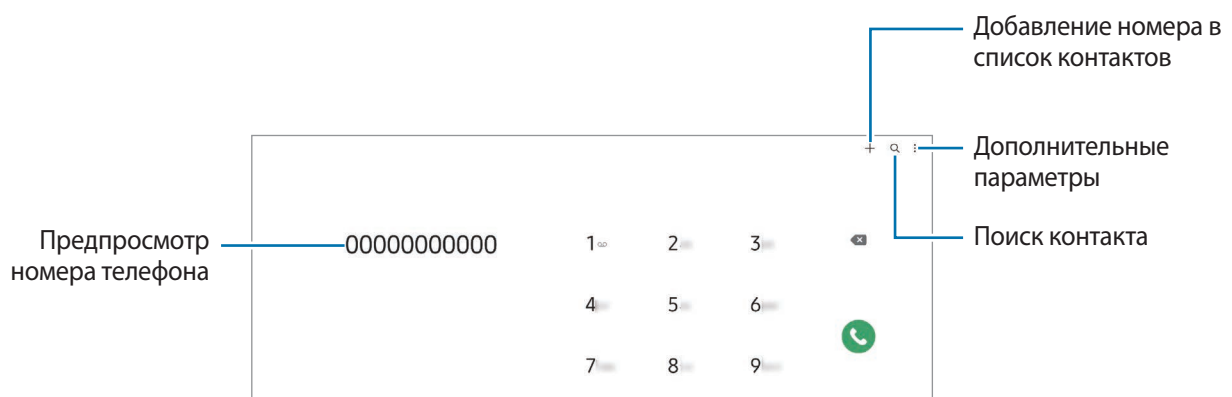 Добавление номера в
список контактов
Дополнительные
параметры
Предпросмотр
номера телефона
00000000000
1 2 3
Поиск контакта
4 5 6
7 8 9